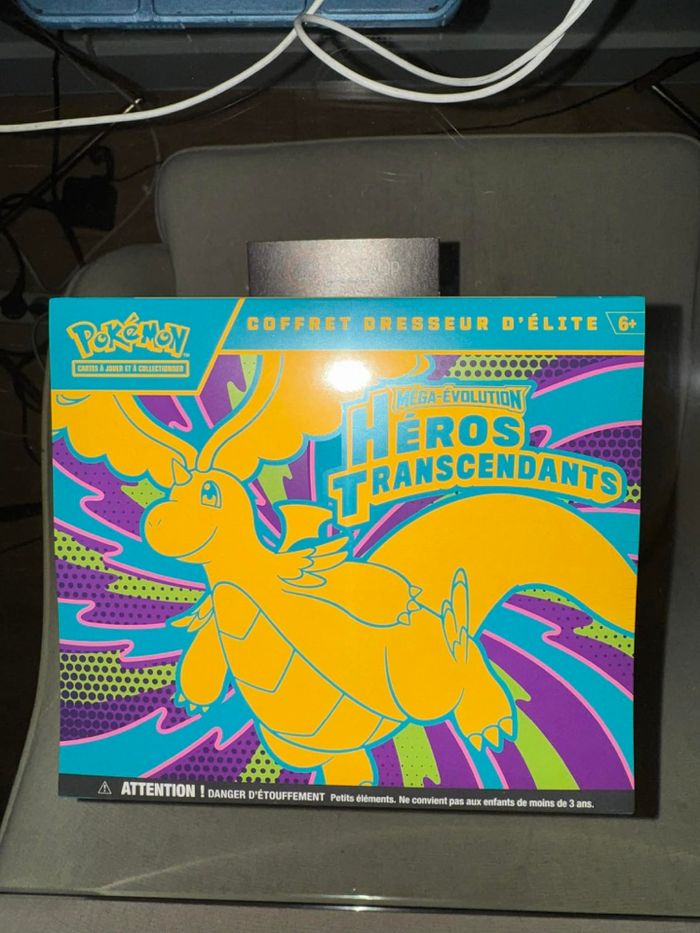 POKéMON
CARTES À JOUER ET À COLLECTIONNER
COFFRET DRESSEUR D'ÉLITE
6+
MÉGA-ÉVOLUTION
HÉROS
TRANSCENDANTS
ATTENTION ! DANGER D'ÉTOUFFEMENT Petits éléments. Ne convient pas aux enfants de moins de 3 ans.